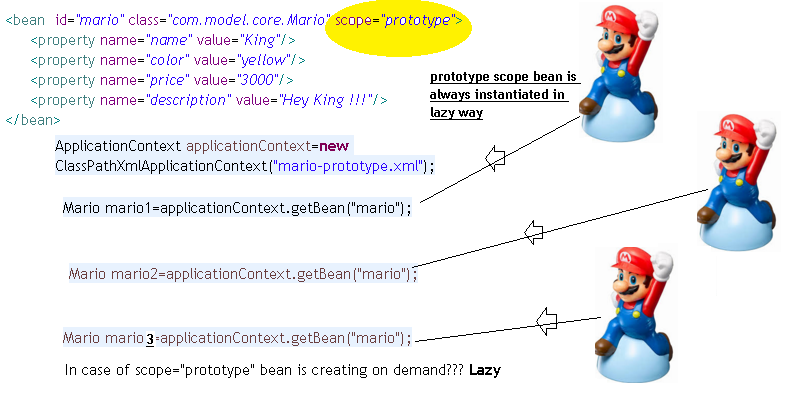 <bean id="mario" class="com.model.core.Mario" scope="prototype">
<property name="name" value="King"/>
<property name="color" value="yellow"/>
<property name="price" value="3000"/>
<property name="description" value="Hey King !!!"/>
</bean>
prototype scope bean is
always instantiated in
lazy way
ApplicationContext applicationContext=new
ClassPathXmlApplicationContext("mario-prototype.xml");
Mario mario1=applicationContext.getBean("mario");
Mario mario2=applicationContext.getBean("mario");
Mario mario 3=applicationContext.getBean("mario");
In case of scope="prototype" bean is creating on demand??? Lazy